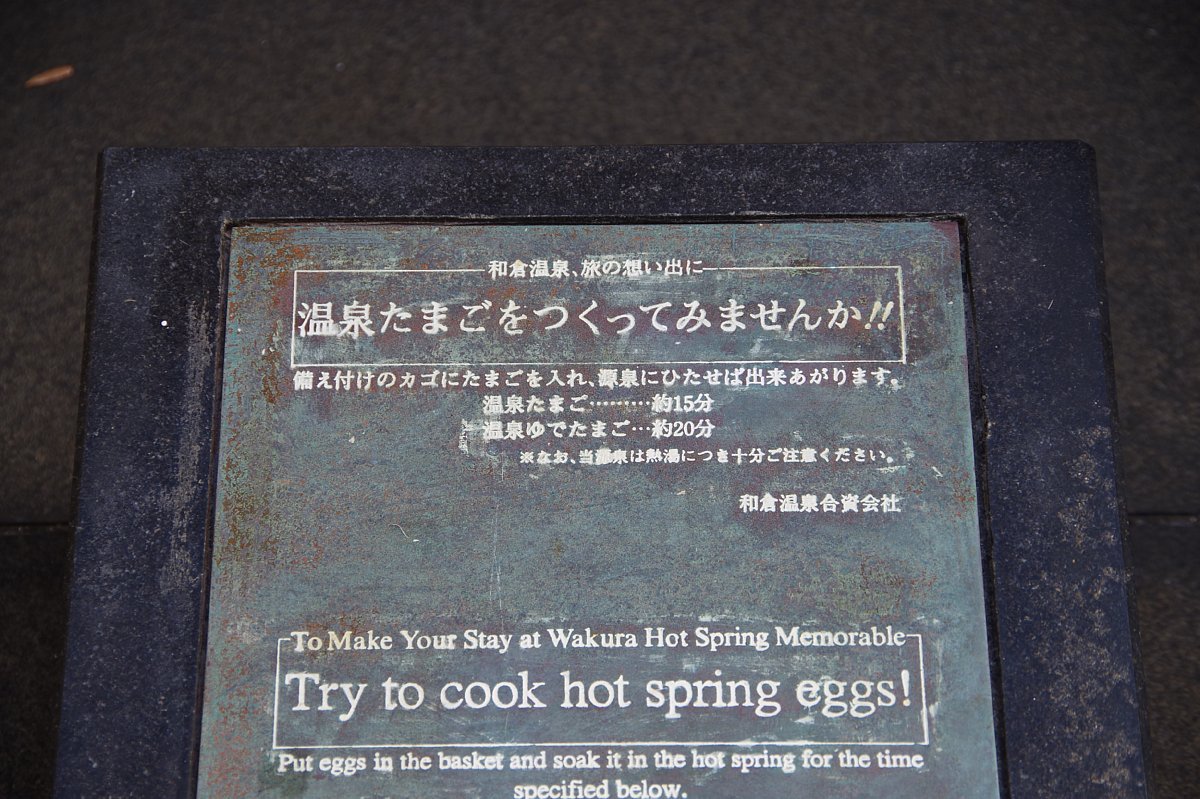 和倉温泉、旅の想い出に
温泉たまごをつくってみませんか!!
備え付けのカゴにたまごを入れ、源泉にひたせば出来あがります。
温泉たまご………約15分
温泉ゆでたまご…約20分
※なお、当源泉は熱湯につき十分ご注意ください。
和倉温泉合資会社
To Make Your Stay at Wakura Hot Spring Memorable
Try to cook hot spring eggs!
Put eggs in the basket and soak it in the hot spring for the time
specified below.